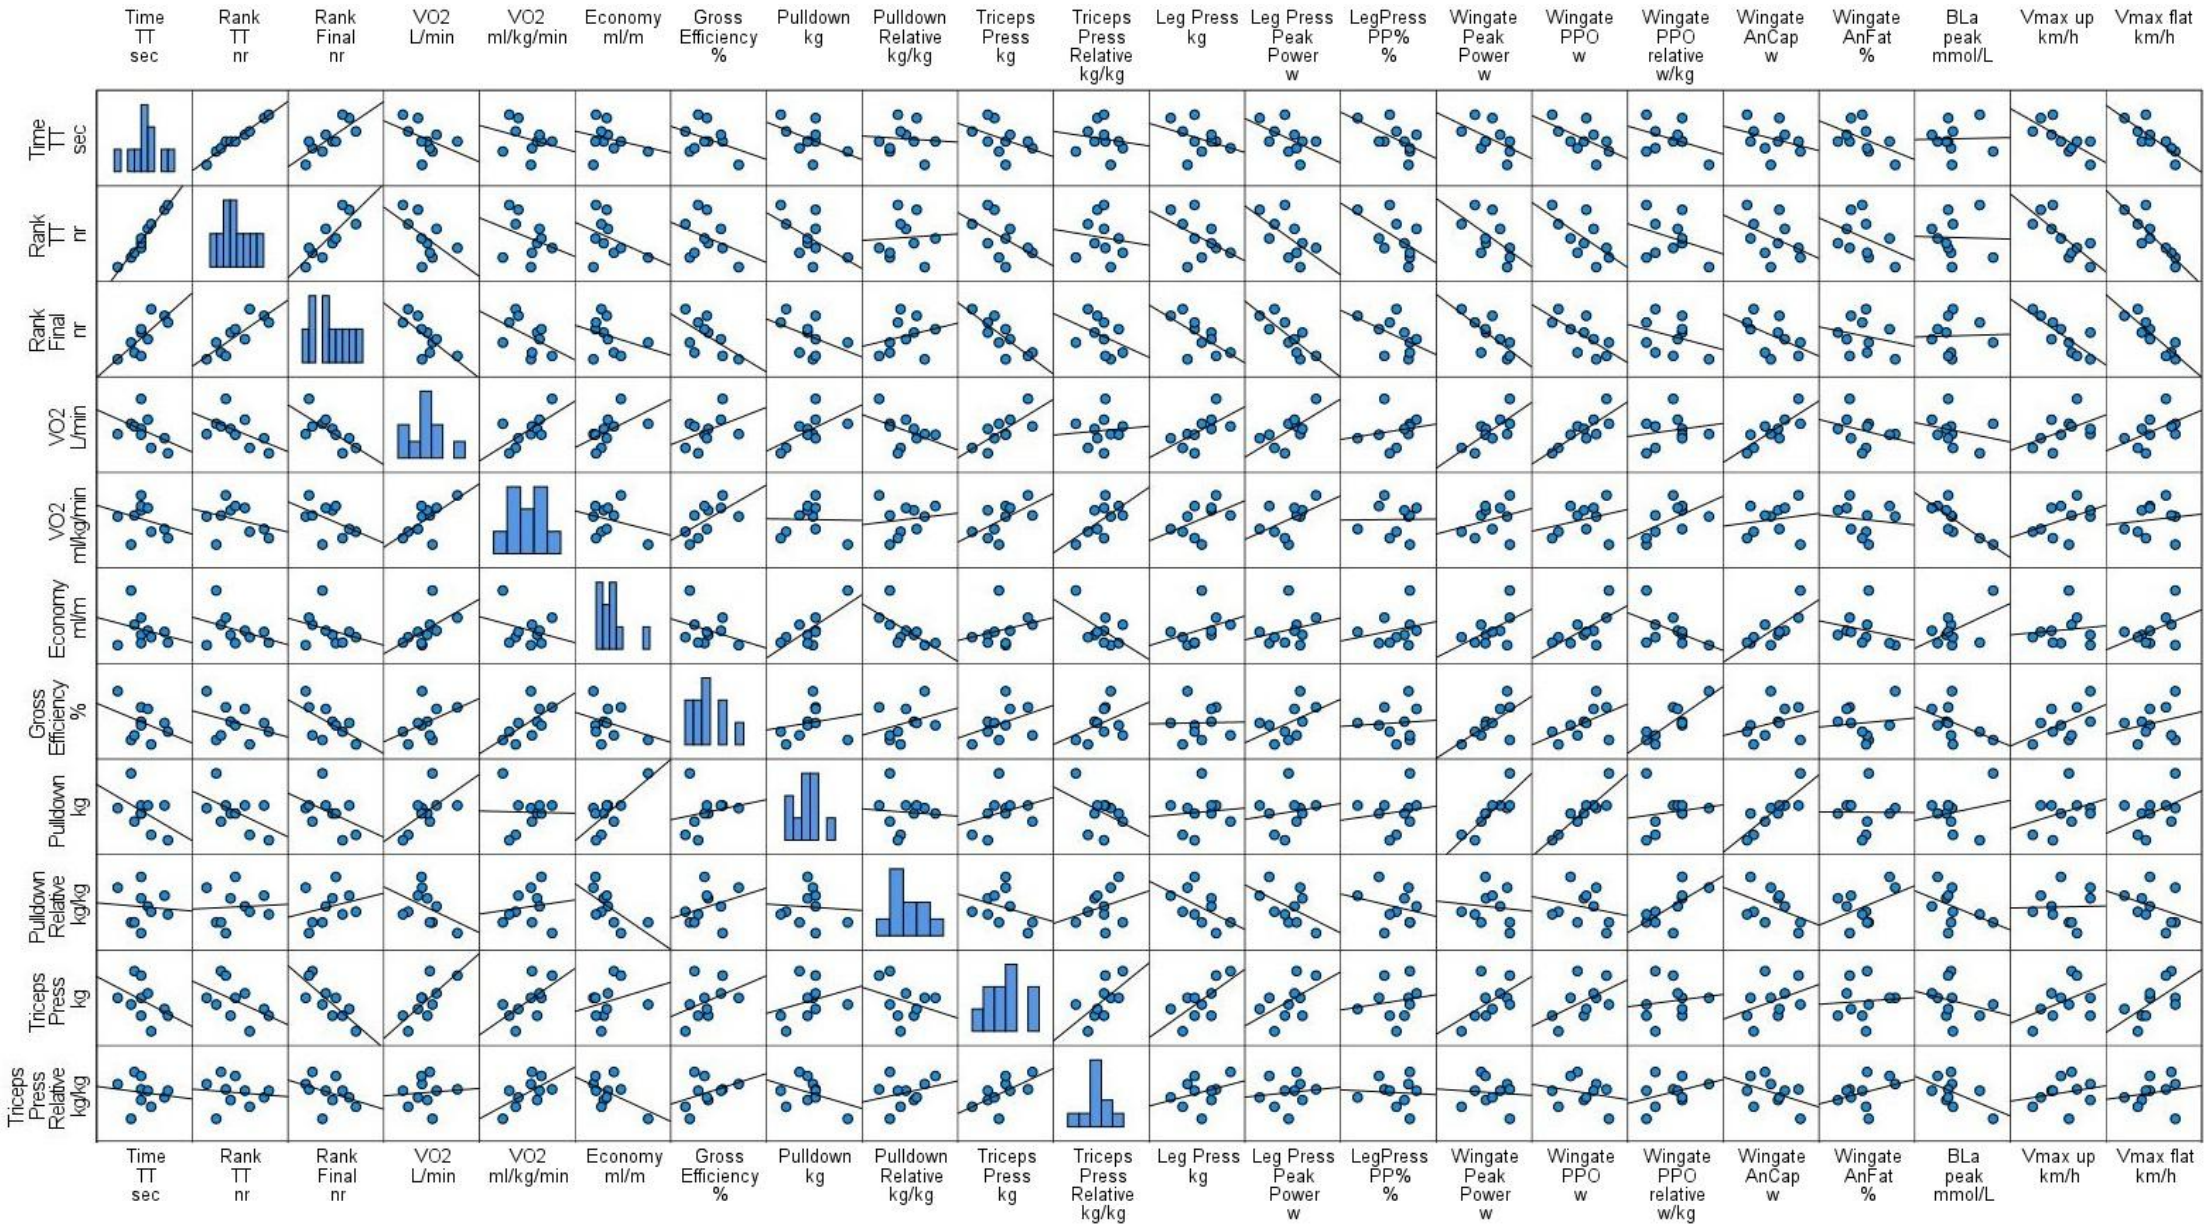 Time TT sec
Rank TT nr
Rank Final nr
VO2 L/min
VO2 ml/kg/min
Economy ml/m
Gross Efficiency %
Pulldown kg
Pulldown Relative kg/kg
Triceps Press kg
Triceps Press Relative kg/kg
Leg Press kg
Leg Press Peak Power w
LegPress PP% %
Wingate Peak Power w
Wingate PPO w
Wingate PPO relative w/kg
Wingate AnCap w
Wingate AnFat %
BLa peak mmol/L
Vmax up km/h
Vmax flat km/h
Time TT sec
Rank TT nr
Rank Final nr
VO2 L/min
VO2 ml/kg/min
Economy ml/m
Gross Efficiency %
Pulldown kg
Pulldown Relative kg/kg
Triceps Press kg
Triceps Press Relative kg/kg
Time TT sec
Rank TT nr
Rank Final nr
VO2 L/min
VO2 ml/kg/min
Economy ml/m
Gross Efficiency %
Pulldown kg
Pulldown Relative kg/kg
Triceps Press kg
Triceps Press Relative kg/kg
Leg Press kg
Leg Press Peak Power w
LegPress PP% %
Wingate Peak Power w
Wingate PPO w
Wingate PPO relative w/kg
Wingate AnCap w
Wingate AnFat %
BLa peak mmol/L
Vmax up km/h
Vmax flat km/h